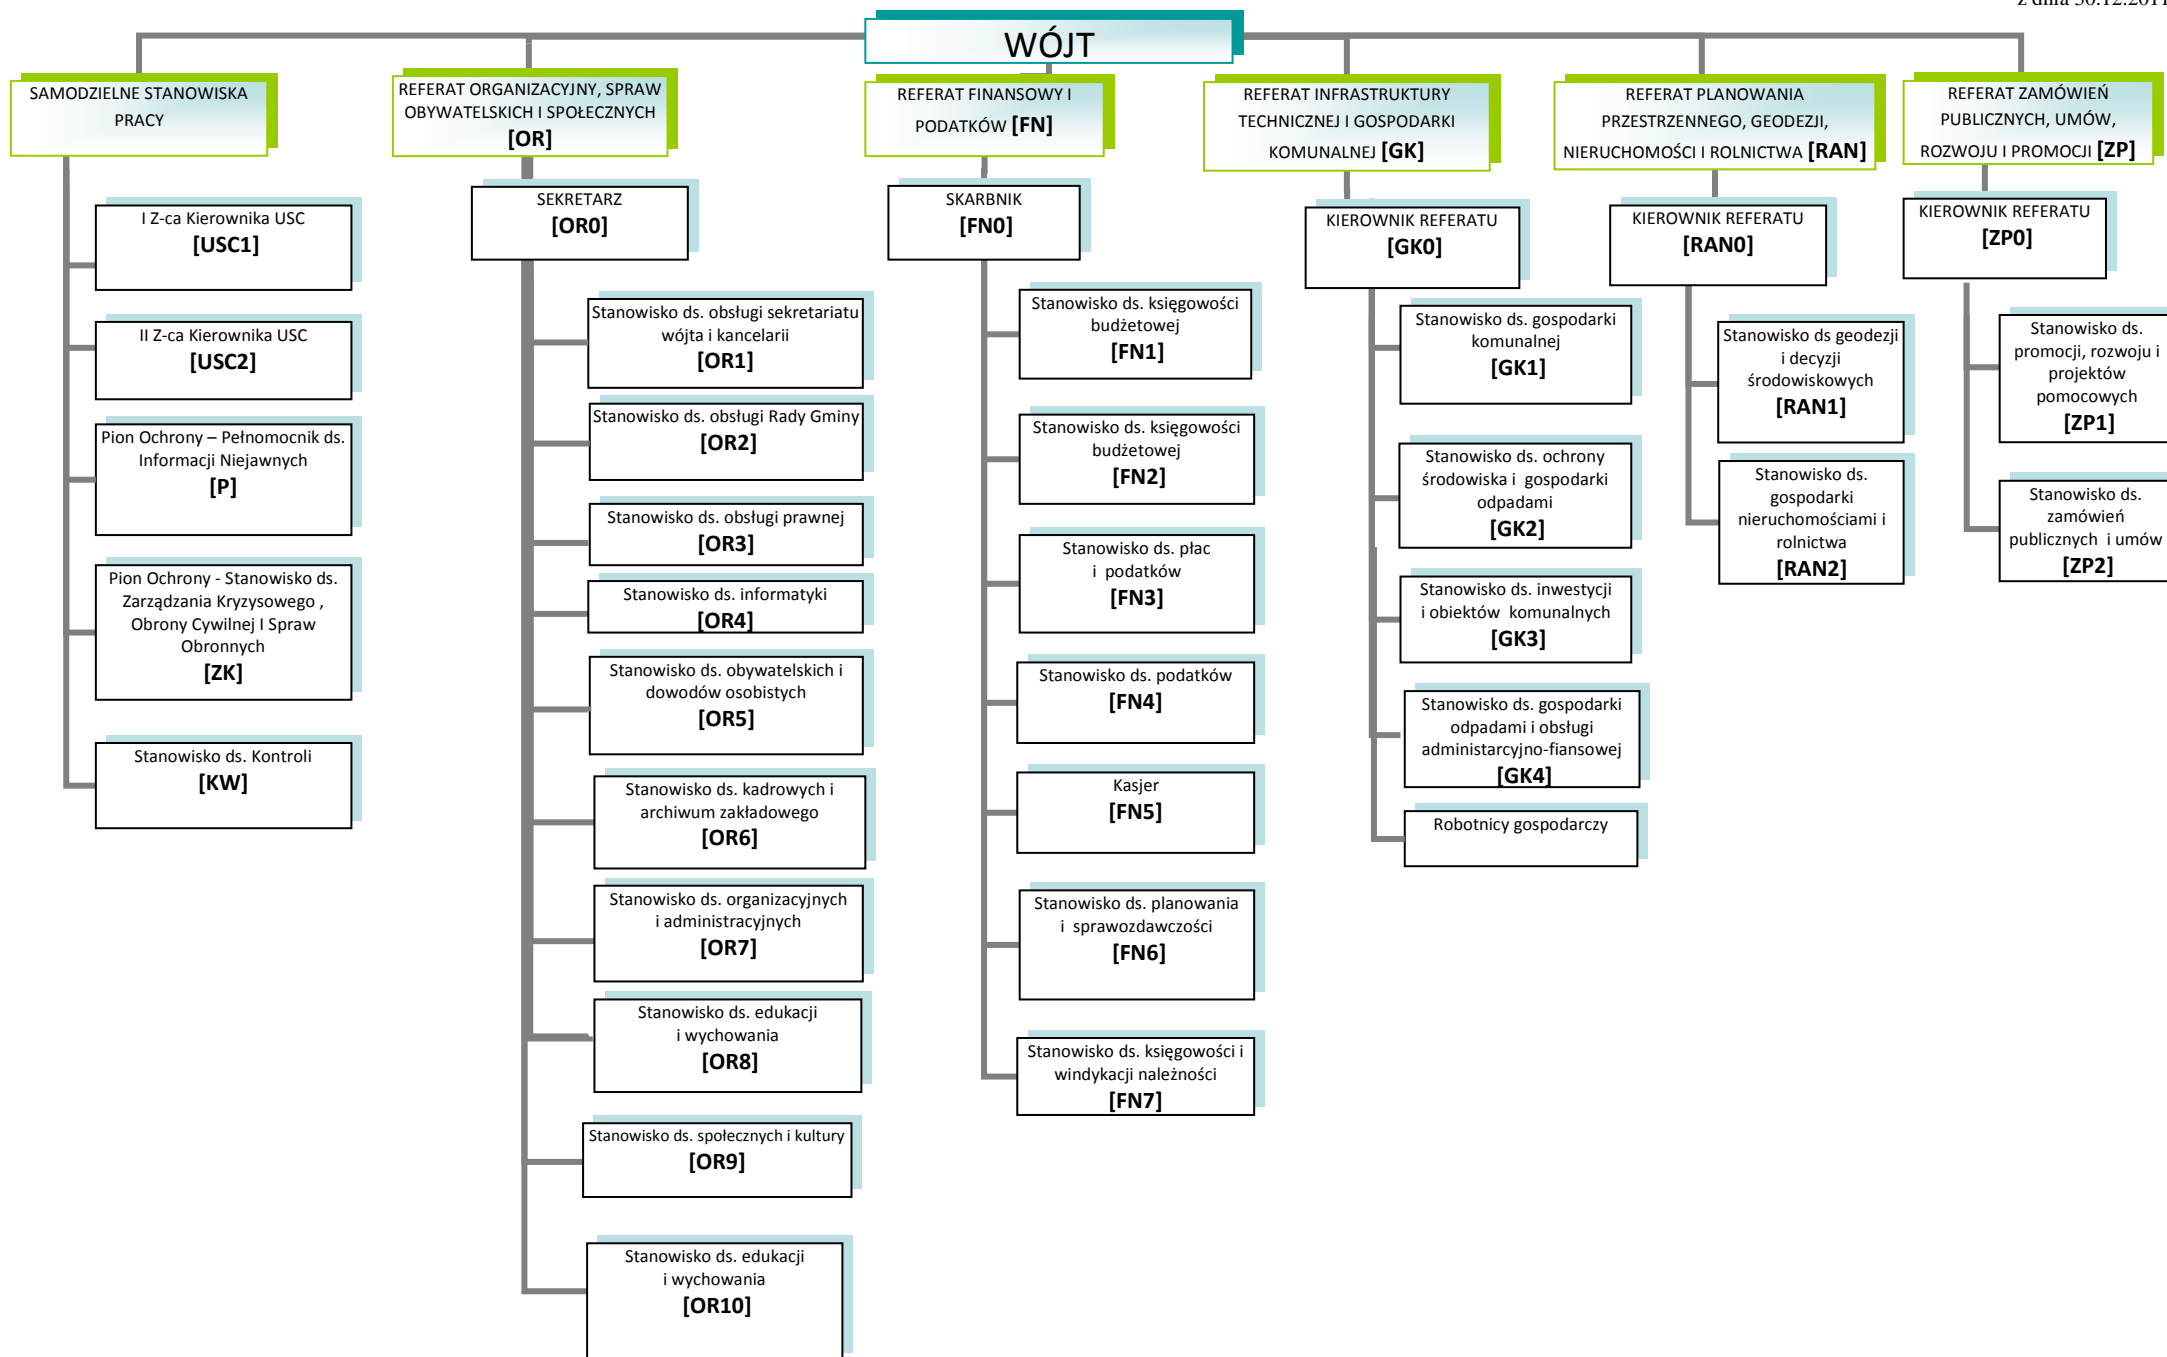 z dnia 30.12.2011
WÓJT
SAMODZIELNE STANOWISKA
PRACY
REFERAT ORGANIZACYJNY, SPRAW
OBYWATELSKICH I SPOŁECZNYCH
[OR]
REFERAT FINANSOWY I
PODATKÓW [FN]
REFERAT INFRASTRUKTURY
TECHNICZNEJ I GOSPODARKI
KOMUNALNEJ [GK]
REFERAT PLANOWANIA
PRZESTRZENNEGO, GEODEZJI,
NIERUCHOMOŚCI I ROLNICTWA [RAN]
REFERAT ZAMÓWIEŃ
PUBLICZNYCH, UMÓW,
ROZWOJU I PROMOCJI [ZP]
I Z-ca Kierownika USC
[USC1]
II Z-ca Kierownika USC
[USC2]
Pion Ochrony – Pełnomocnik ds.
Informacji Niejawnych
[P]
Pion Ochrony - Stanowisko ds.
Zarządzania Kryzysowego ,
Obrony Cywilnej I Spraw
Obronnych
[ZK]
Stanowisko ds. Kontroli
[KW]
SEKRETARZ
[OR0]
Stanowisko ds. obsługi sekretariatu
wójta i kancelarii
[OR1]
Stanowisko ds. obsługi Rady Gminy
[OR2]
Stanowisko ds. obsługi prawnej
[OR3]
Stanowisko ds. informatyki
[OR4]
Stanowisko ds. obywatelskich i
dowodów osobistych
[OR5]
Stanowisko ds. kadrowych i
archiwum zakładowego
[OR6]
Stanowisko ds. organizacyjnych
i administracyjnych
[OR7]
Stanowisko ds. edukacji
i wychowania
[OR8]
Stanowisko ds. społecznych i kultury
[OR9]
Stanowisko ds. edukacji
i wychowania
[OR10]
SKARBNIK
[FN0]
Stanowisko ds. księgowości
budżetowej
[FN1]
Stanowisko ds. księgowości
budżetowej
[FN2]
Stanowisko ds. płac
i podatków
[FN3]
Stanowisko ds. podatków
[FN4]
Kasjer
[FN5]
Stanowisko ds. planowania
i sprawozdawczości
[FN6]
Stanowisko ds. księgowości i
windykacji należności
[FN7]
KIEROWNIK REFERATU
[GK0]
Stanowisko ds. gospodarki
komunalnej
[GK1]
Stanowisko ds. ochrony
środowiska i gospodarki
odpadami
[GK2]
Stanowisko ds. inwestycji
i obiektów komunalnych
[GK3]
Stanowisko ds. gospodarki
odpadami i obsługi
administarcyjno-fiansowej
[GK4]
Robotnicy gospodarczy
KIEROWNIK REFERATU
[RAN0]
Stanowisko ds geodezji
i decyzji
środowiskowych
[RAN1]
Stanowisko ds.
gospodarki
nieruchomościami i
rolnictwa
[RAN2]
KIEROWNIK REFERATU
[ZP0]
Stanowisko ds.
promocji, rozwoju i
projektów
pomocowych
[ZP1]
Stanowisko ds.
zamówień
publicznych i umów
[ZP2]